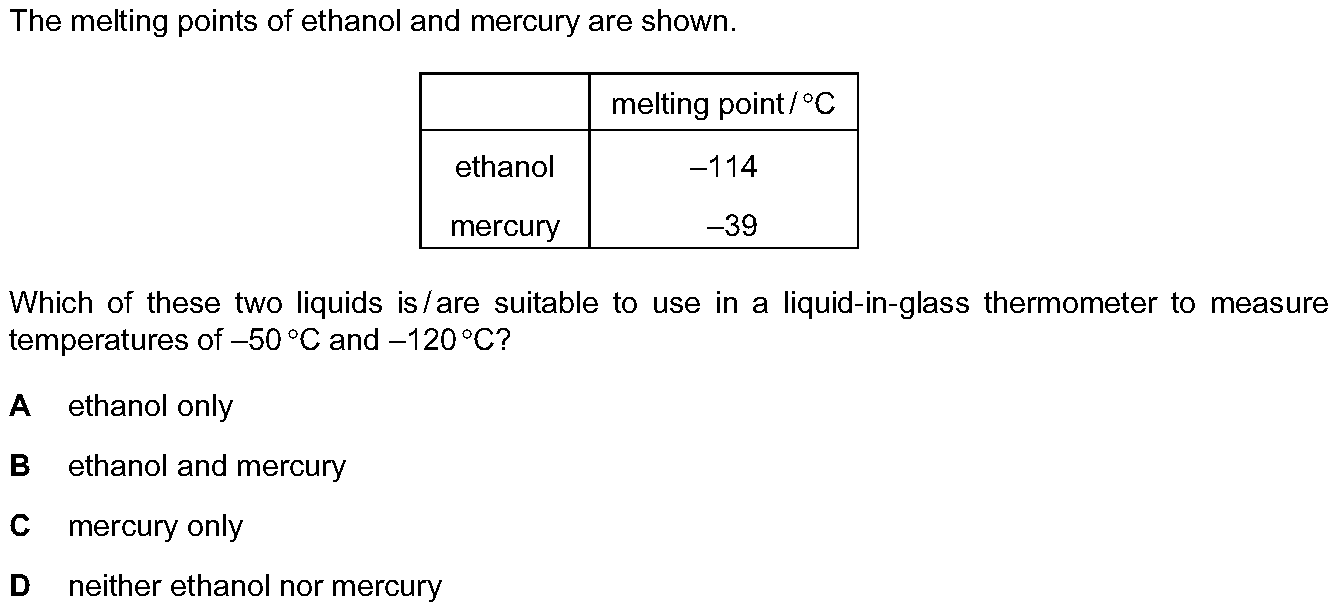 The melting points of ethanol and mercury are shown.
melting point / °C
ethanol –114
mercury –39
Which of these two liquids is / are suitable to use in a liquid-in-glass thermometer to measure
temperatures of –50 °C and –120 °C?
A ethanol only
B ethanol and mercury
C mercury only
D neither ethanol nor mercury